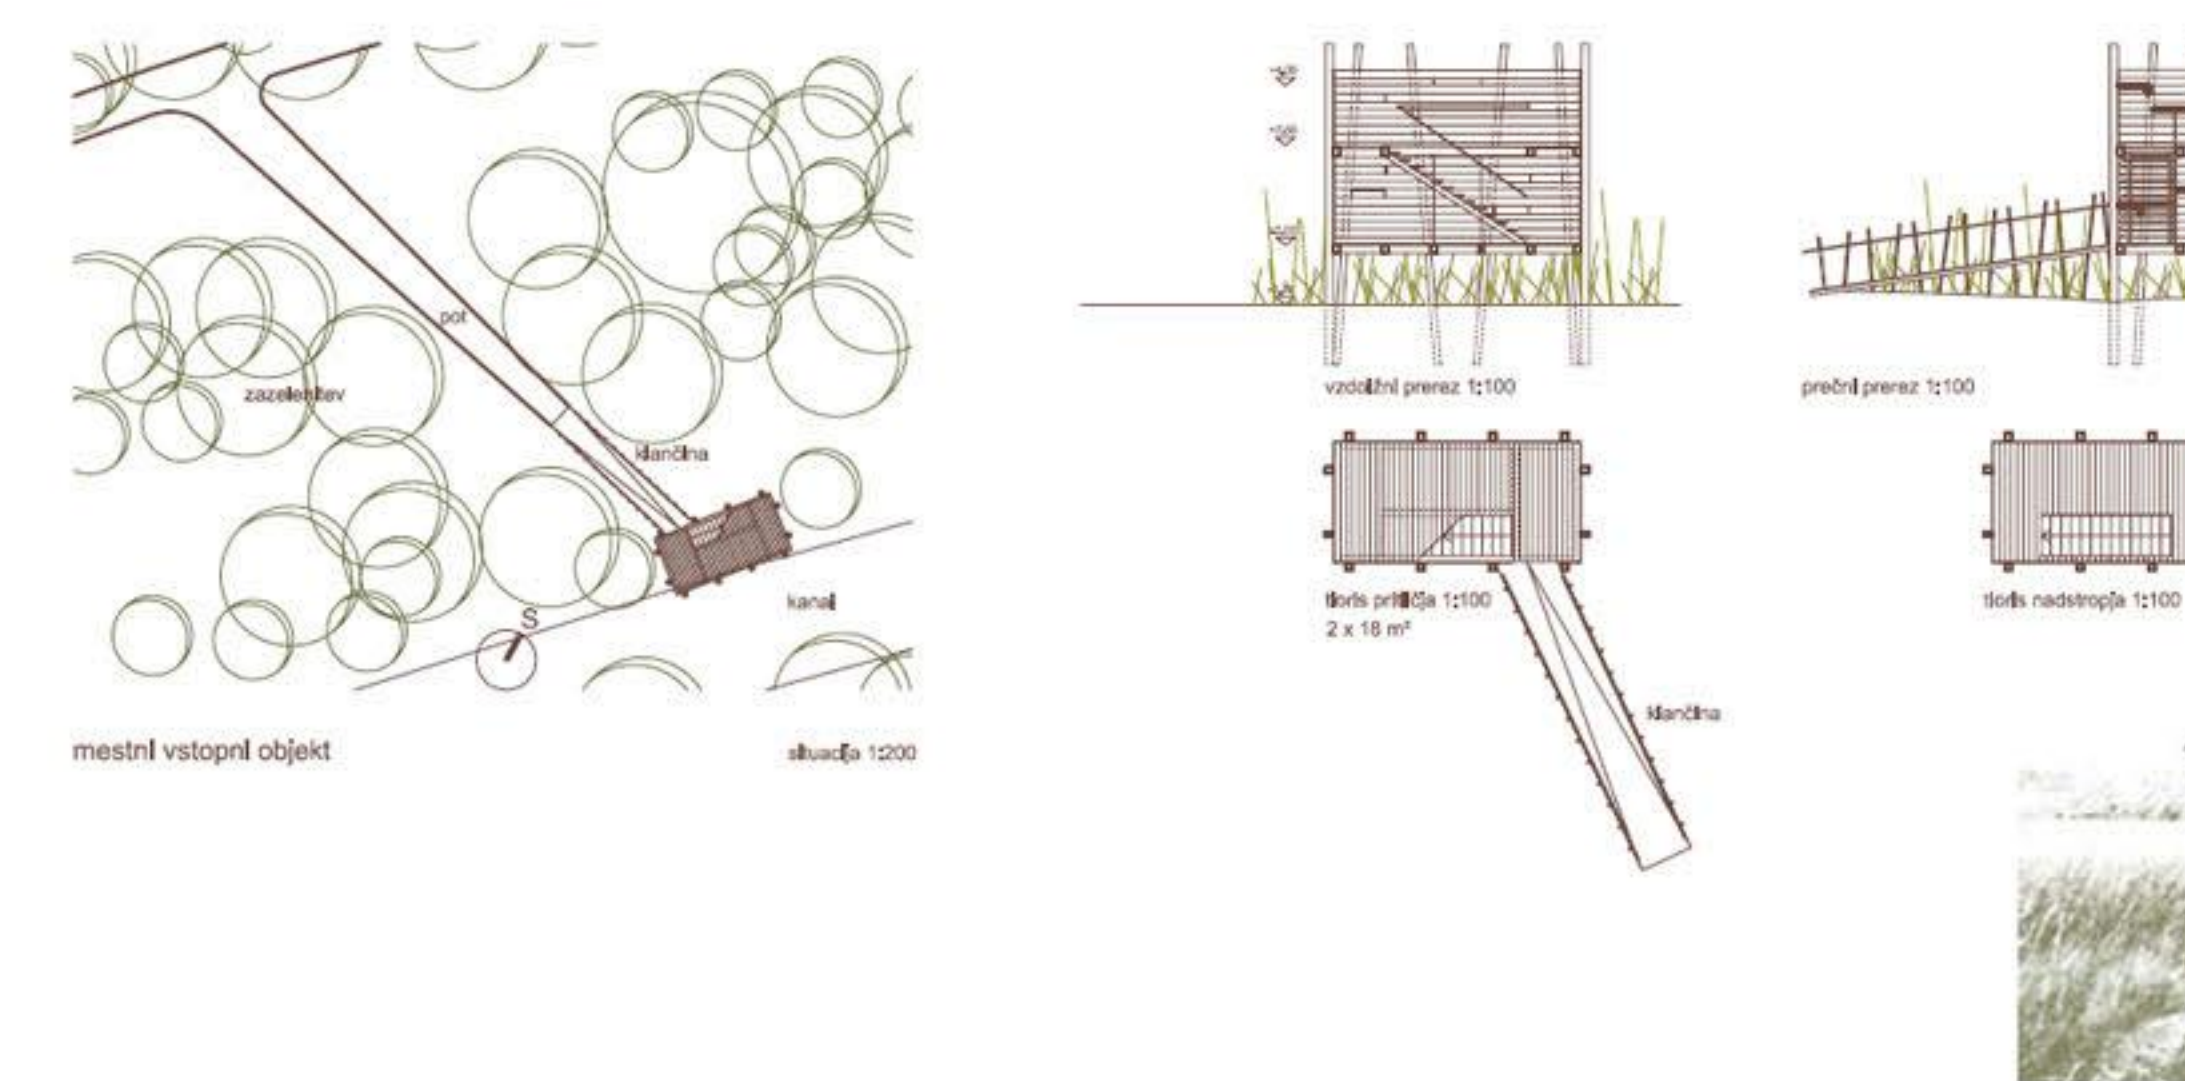 pot
zazelenitev
klančina
S
kanal
mestni vstopni objekt
situacija 1:200
vzdolžni prerez 1:100
prečni prerez 1:100
tloris pritličja 1:100
2 x 18 m²
tloris nadstropja 1:100
klančina